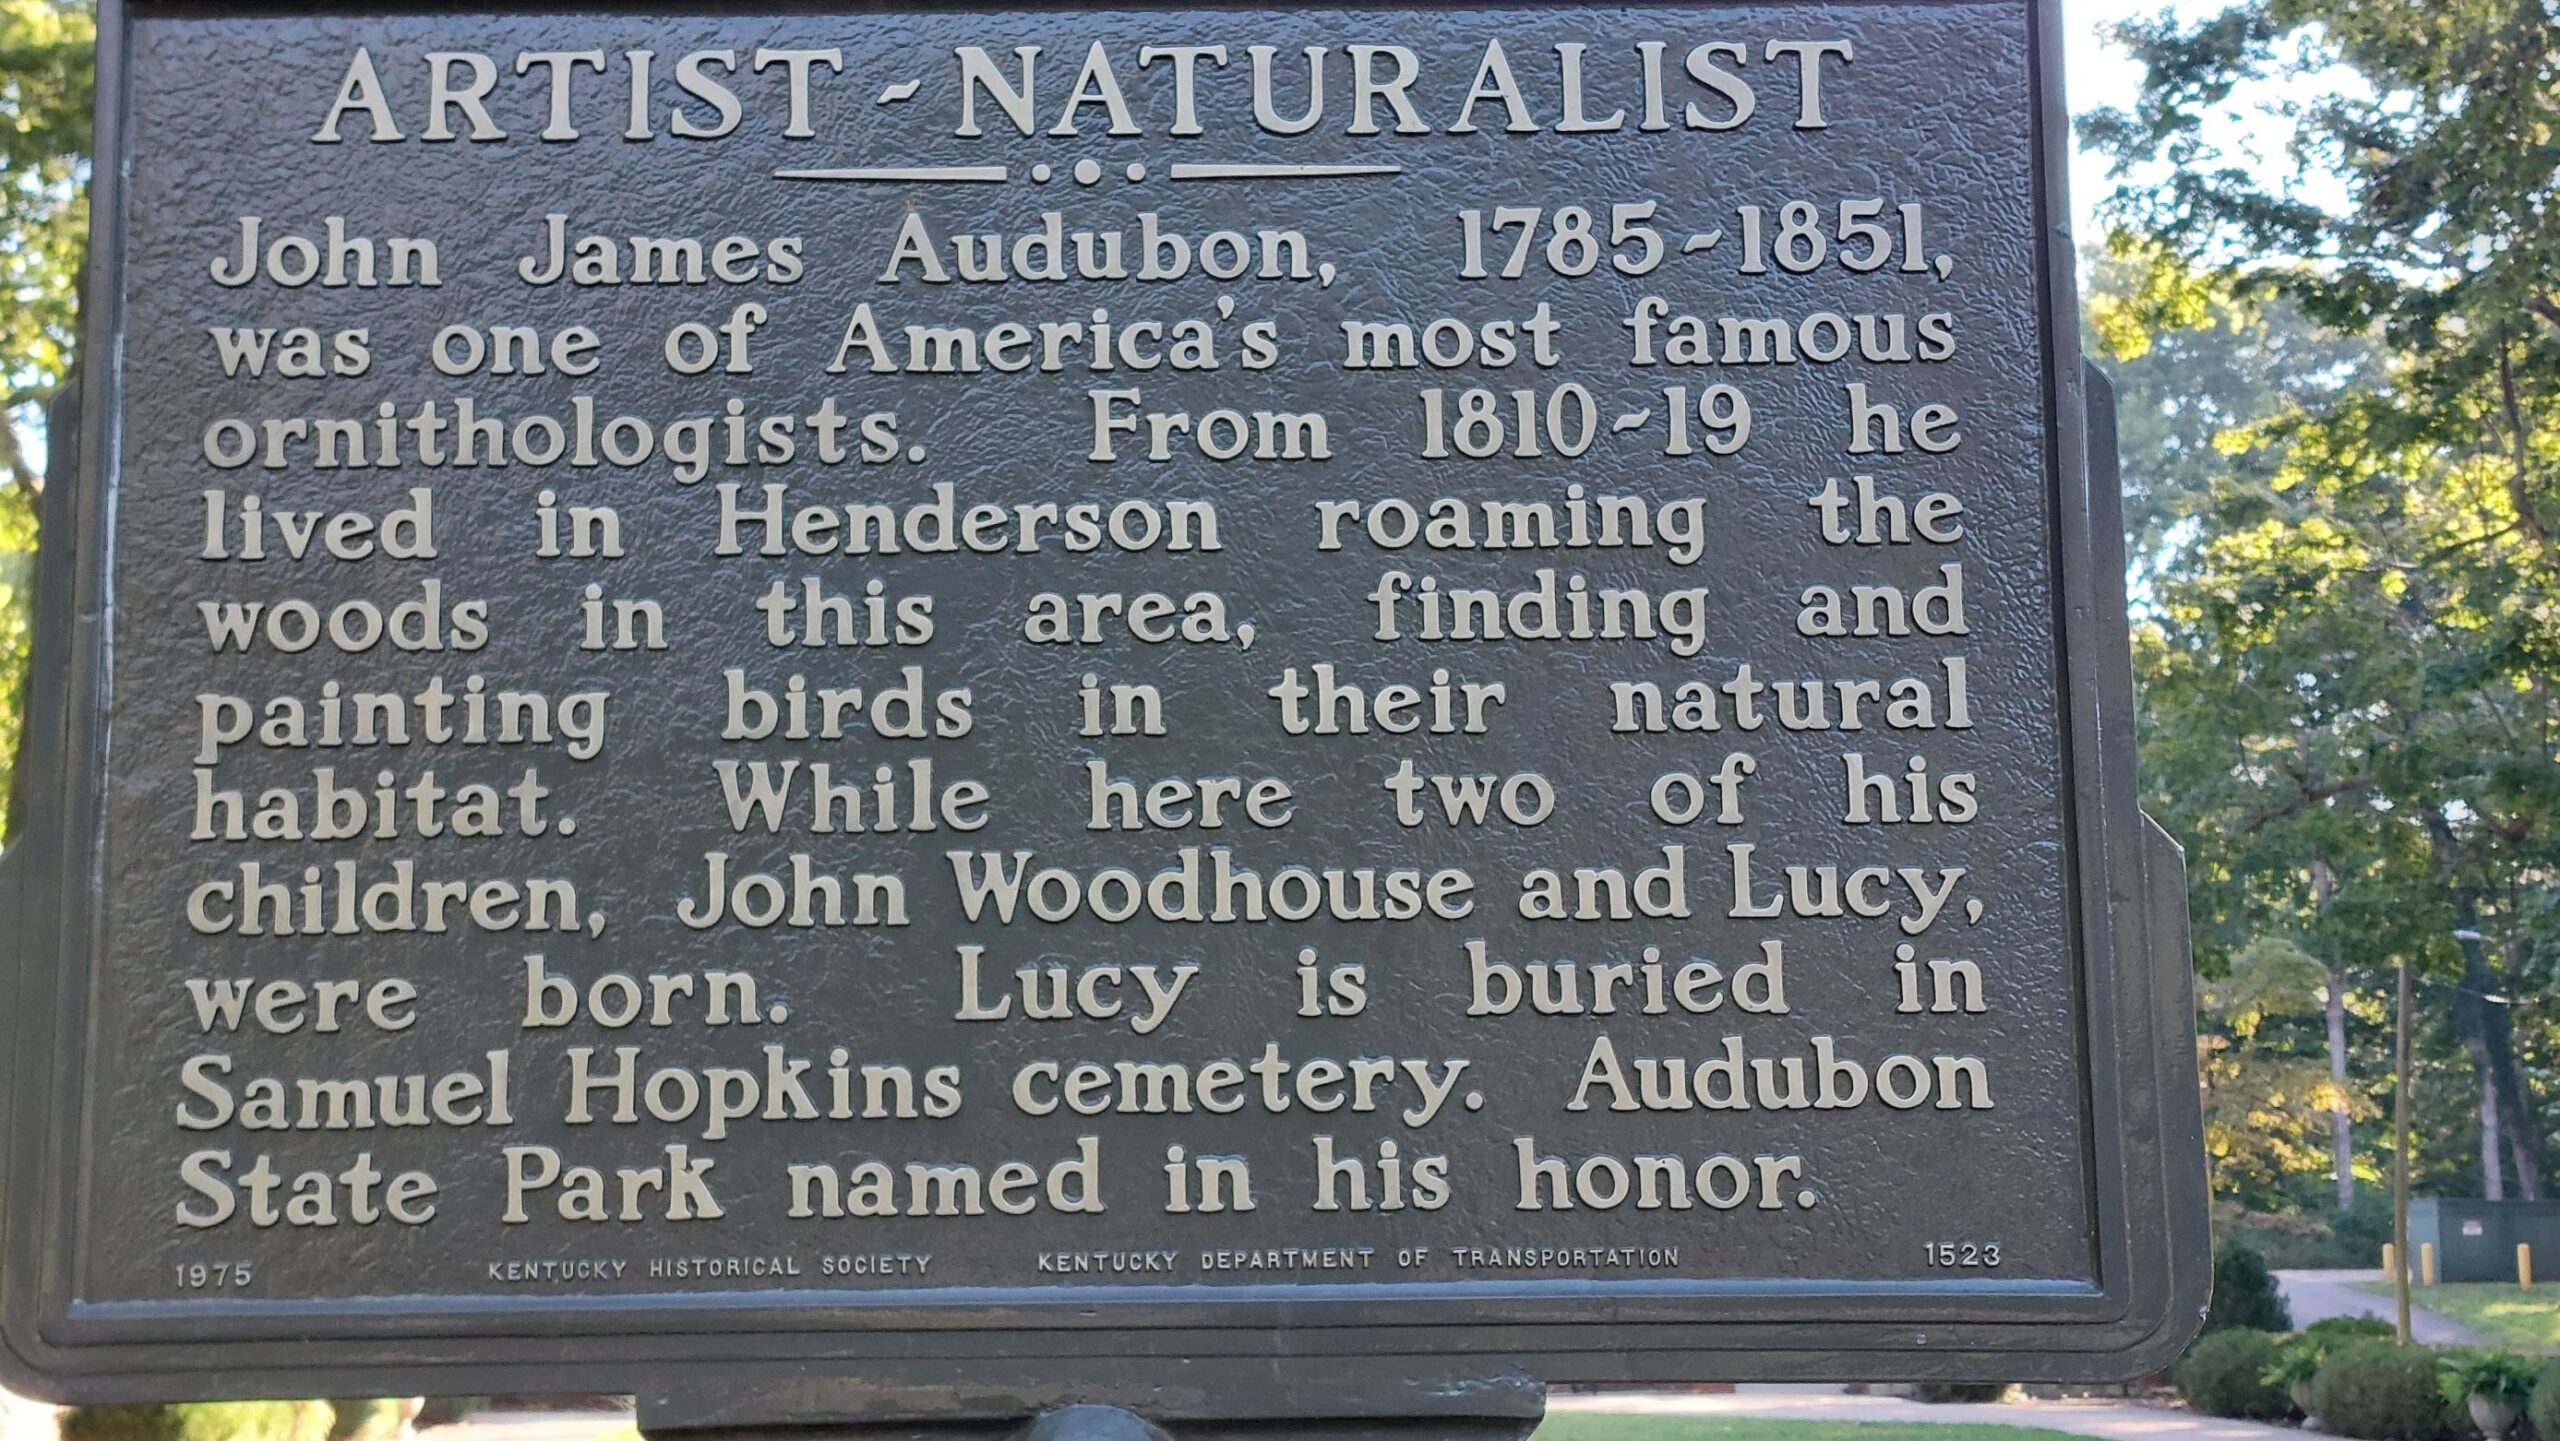 ARTIST~NATURALIST
John James Audubon, 1785~1851,
was one of America's most famous
ornithologists. From 1810~19 he
lived in Henderson roaming the
woods in this area, finding and
painting birds in their natural
habitat. While here two of his
children, John Woodhouse and Lucy,
were born. Lucy is buried in
Samuel Hopkins cemetery. Audubon
State Park named in his honor.
1975 KENTUCKY HISTORICAL SOCIETY KENTUCKY DEPARTMENT OF TRANSPORTATION 1523